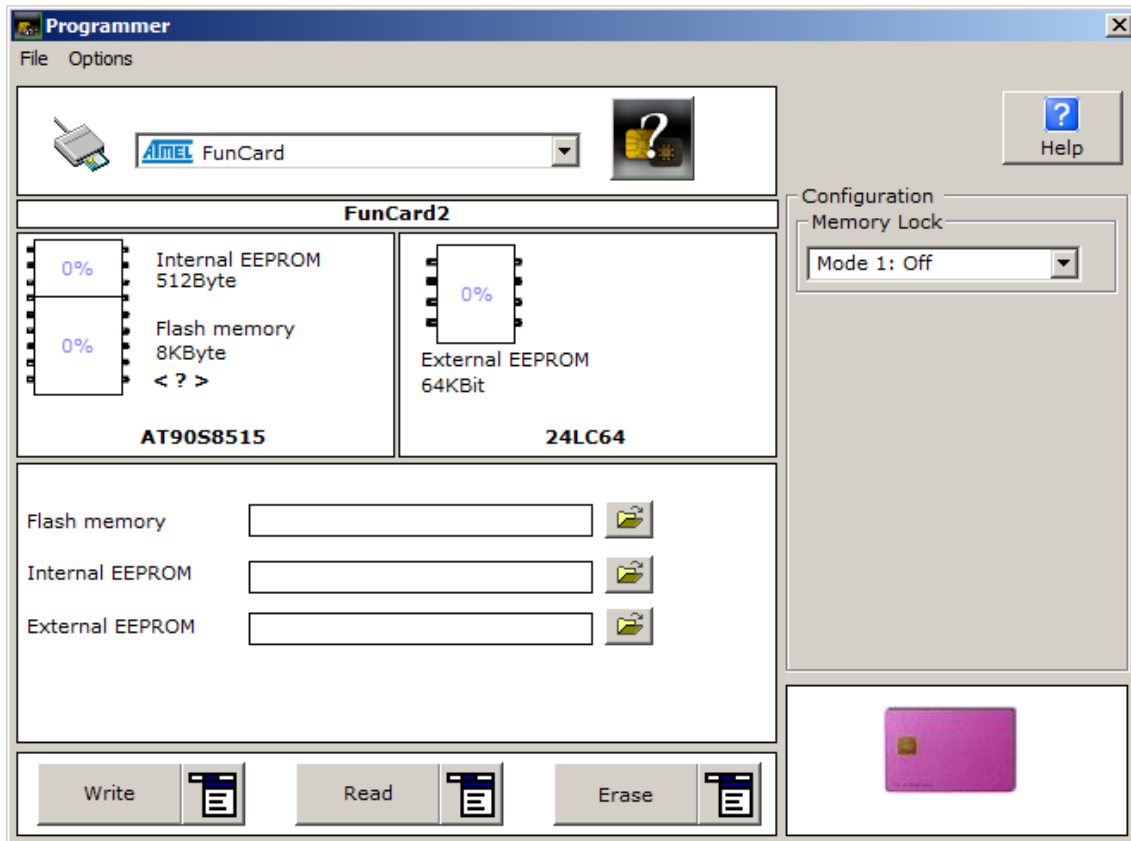 Programmer
File Options
ATMEL FunCard
Help
FunCard2
0%
Internal EEPROM
512Byte
0%
Flash memory
8KByte
< ? >
AT90S8515
0%
External EEPROM
64KBit
24LC64
Configuration
Memory Lock
Mode 1: Off
Flash memory
Internal EEPROM
External EEPROM
Write
Read
Erase